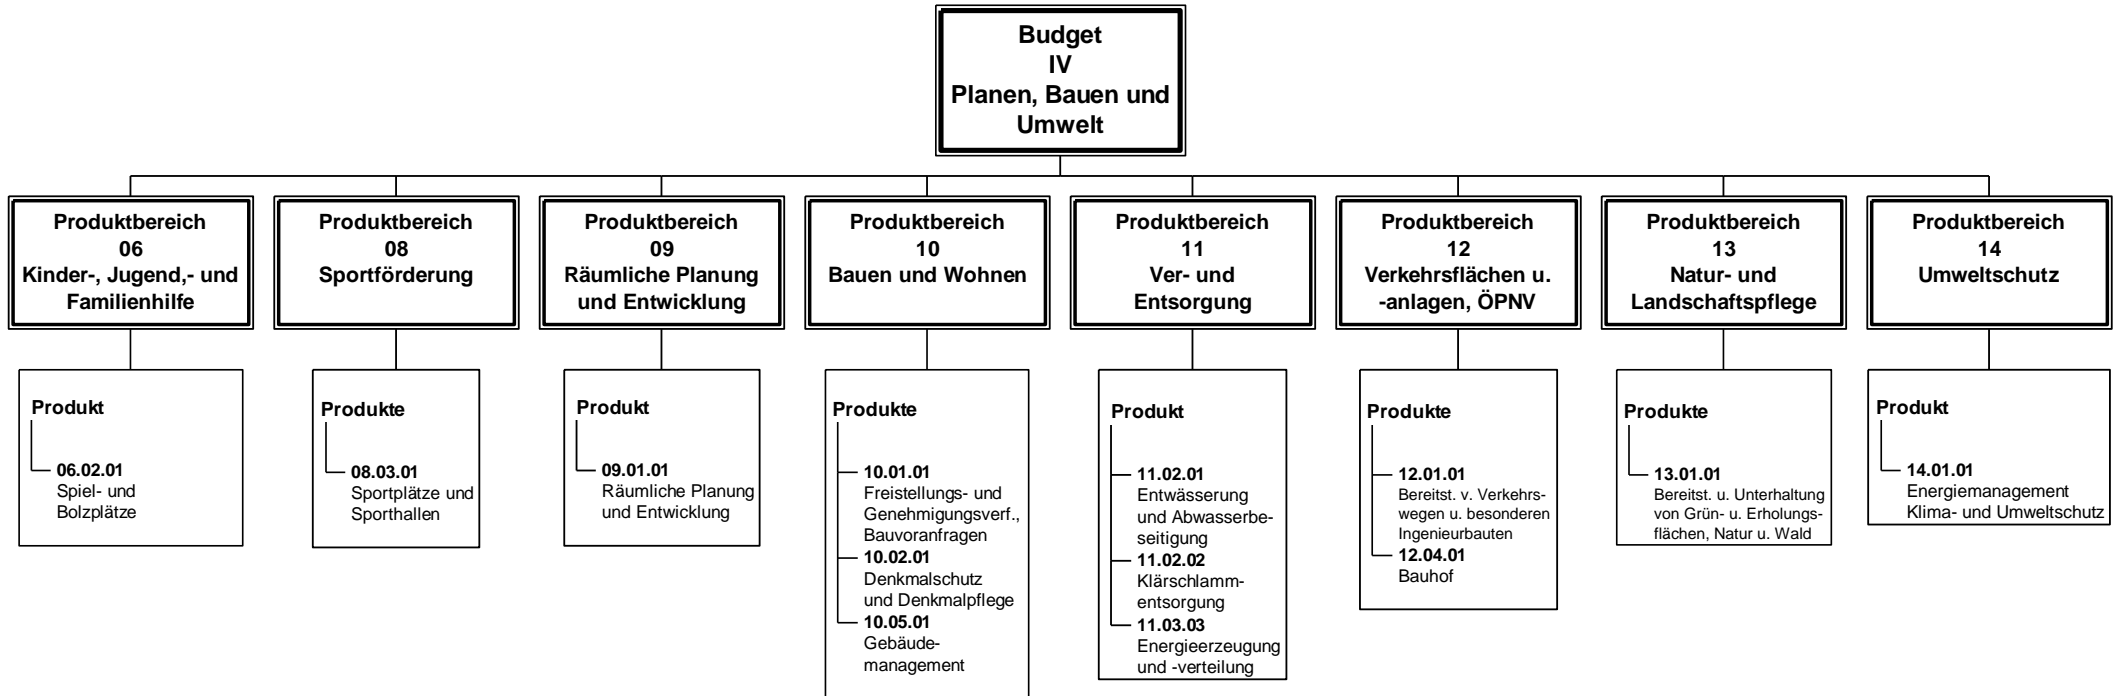 Budget
IV
Planen, Bauen und
Umwelt
Produktbereich
06
Kinder-, Jugend,- und
Familienhilfe
Produktbereich
08
Sportförderung
Produktbereich
09
Räumliche Planung
und Entwicklung
Produktbereich
10
Bauen und Wohnen
Produktbereich
11
Ver- und
Entsorgung
Produktbereich
12
Verkehrsflächen u.
-anlagen, ÖPNV
Produktbereich
13
Natur- und
Landschaftspflege
Produktbereich
14
Umweltschutz
Produkt
06.02.01
Spiel- und
Bolzplätze
Produkte
08.03.01
Sportplätze und
Sporthallen
Produkt
09.01.01
Räumliche Planung
und Entwicklung
Produkte
10.01.01
Freistellungs- und
Genehmigungsverf.,
Bauvoranfragen
10.02.01
Denkmalschutz
und Denkmalpflege
10.05.01
Gebäude-
management
Produkt
11.02.01
Entwässerung
und Abwasserbe-
seitigung
11.02.02
Klärschlamm-
entsorgung
11.03.03
Energieerzeugung
und -verteilung
Produkte
12.01.01
Bereitst. v. Verkehrs-
wegen u. besonderen
Ingenieurbauten
12.04.01
Bauhof
Produkte
13.01.01
Bereitst. u. Unterhaltung
von Grün- u. Erholungs-
flächen, Natur u. Wald
Produkt
14.01.01
Energiemanagement
Klima- und Umweltschutz